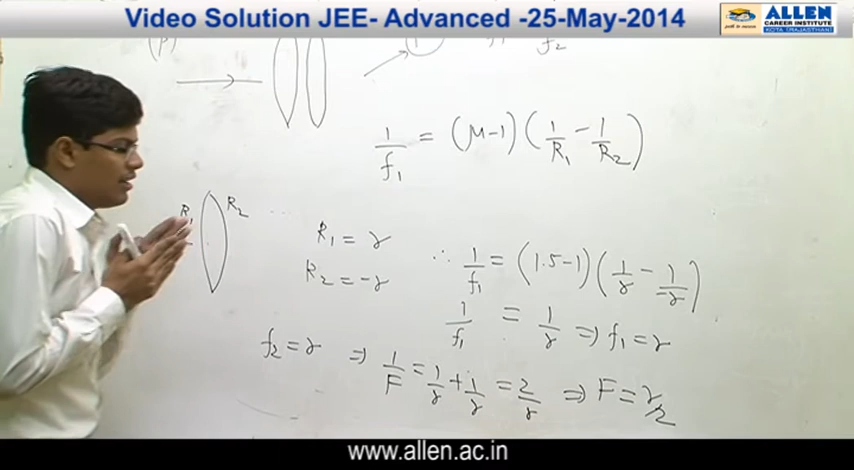 Video Solution JEE- Advanced -25-May-2014
ALLEN
CAREER INSTITUTE
KOTA (RAJASTHAN)
(P)
f₂
1/f₁ = (μ-1) (1/R₁ - 1/R₂)
R₁ R₂
R₁ = r
R₂ = -r
∴ 1/f₁ = (1.5-1) (1/r - 1/-r)
1/f₁ = 1/r ⇒ f₁ = r
f₂ = r ⇒ 1/F = 1/r + 1/r = 2/r ⇒ F = r/2
www.allen.ac.in